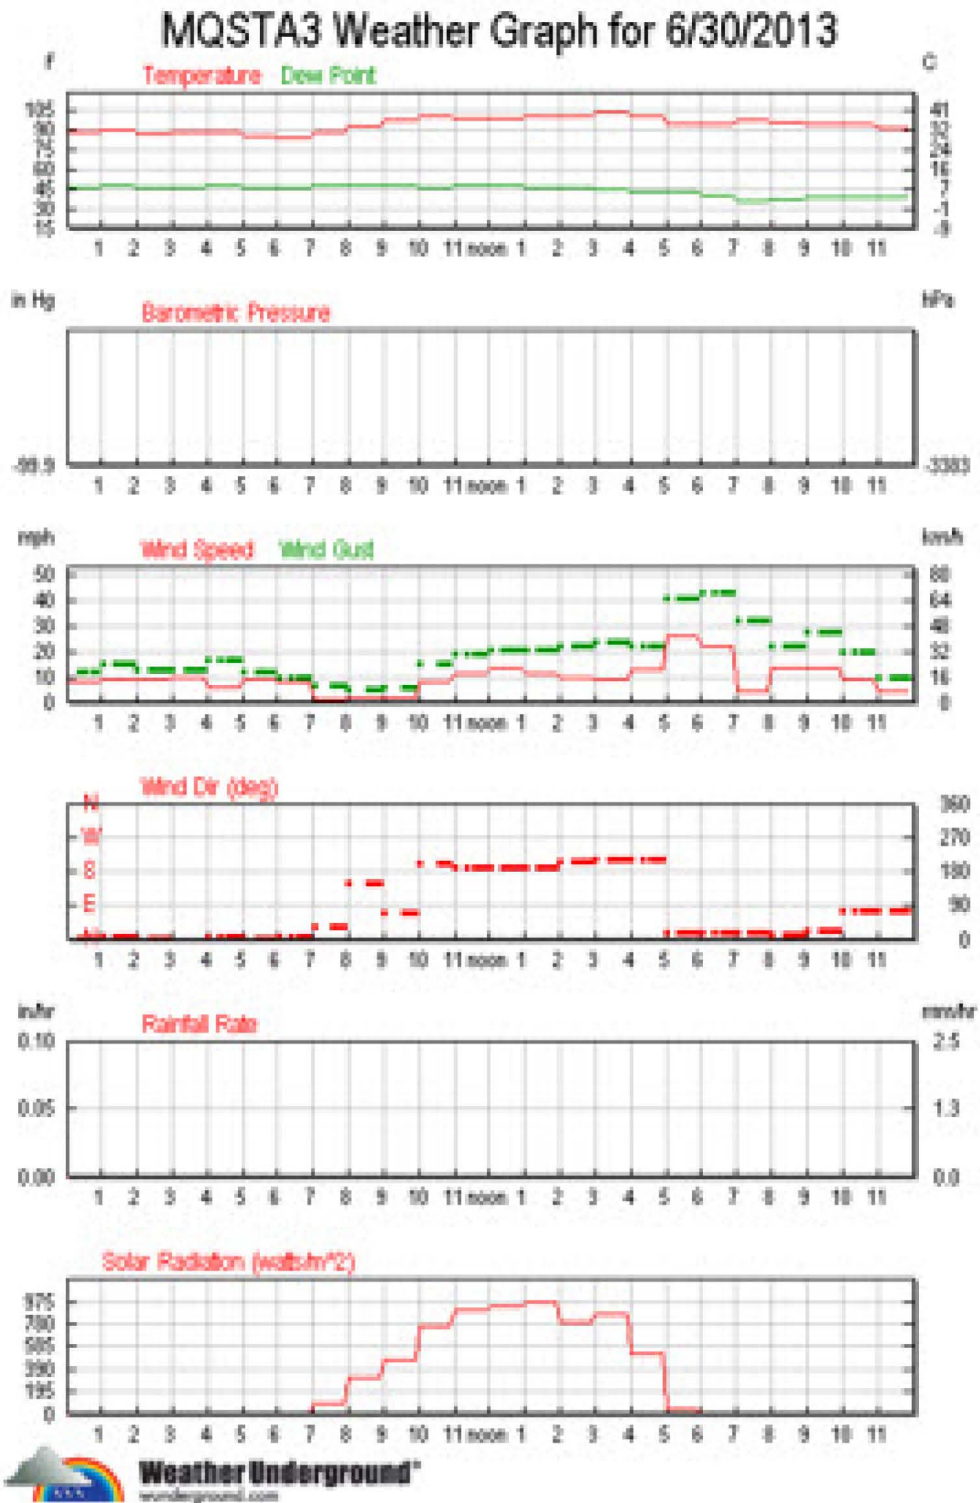 MQSTA3 Weather Graph for 6/30/2013
f C
Temperature Dew Point
105 41
90
75
60
45
30 -1
15 -9
1 2 3 4 5 6 7 8 9 10 11 noon 1 2 3 4 5 6 7 8 9 10 11
in Hg hPa
Barometric Pressure
-99.9 -3383
1 2 3 4 5 6 7 8 9 10 11 noon 1 2 3 4 5 6 7 8 9 10 11
mph km/h
Wind Speed Wind Gust
50 80
40 64
30 48
20 32
10 16
0 0
1 2 3 4 5 6 7 8 9 10 11 noon 1 2 3 4 5 6 7 8 9 10 11
Wind Dir (deg)
N 360
W 270
S 180
E 90
N 0
1 2 3 4 5 6 7 8 9 10 11 noon 1 2 3 4 5 6 7 8 9 10 11
in/hr mm/hr
Rainfall Rate
0.10 2.5
0.05 1.3
0.00 0.0
1 2 3 4 5 6 7 8 9 10 11 noon 1 2 3 4 5 6 7 8 9 10 11
Solar Radiation (watts/m^2)
975
780
585
390
195
0
1 2 3 4 5 6 7 8 9 10 11 noon 1 2 3 4 5 6 7 8 9 10 11
Weather Underground®
wunderground.com